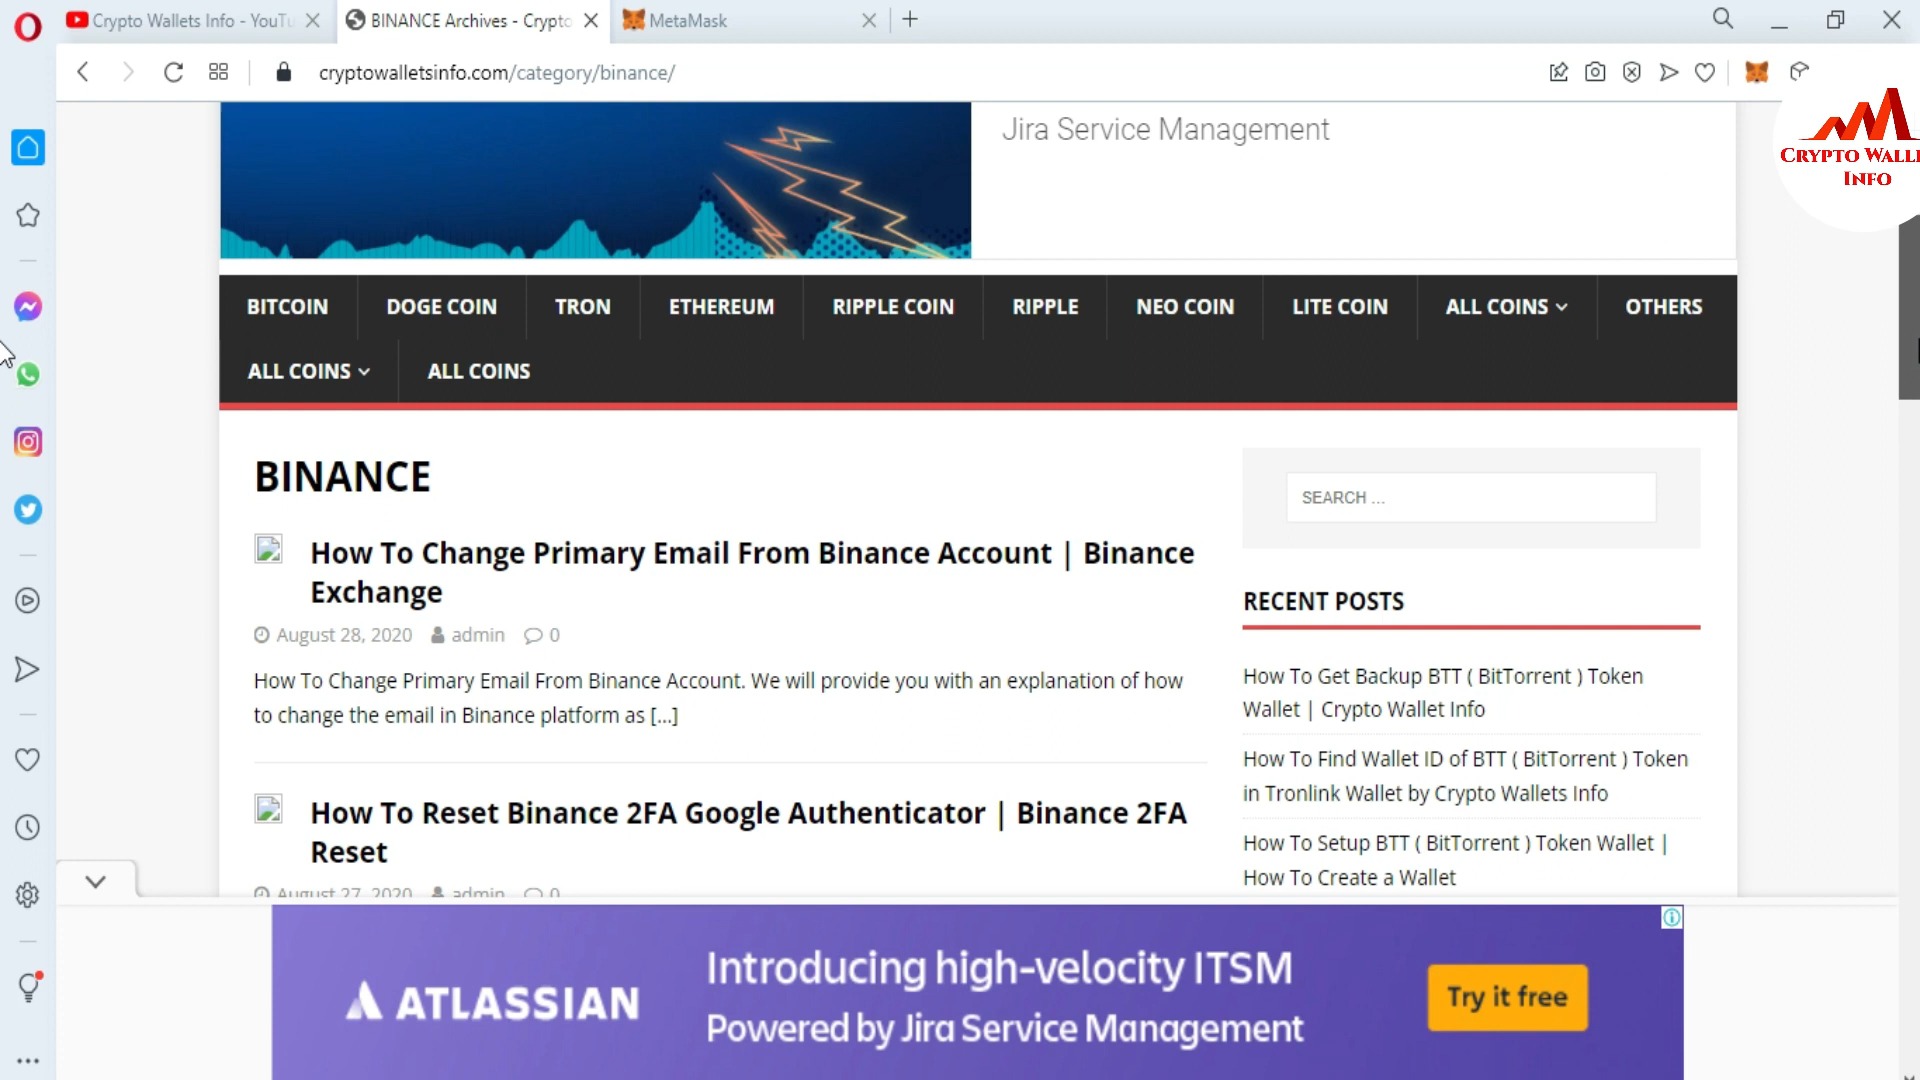 Crypto Wallets Info - YouTu
BINANCE Archives - Crypto
MetaMask
cryptowalletsinfo.com/category/binance/
CRYPTO WALLE
INFO
Jira Service Management
BITCOIN
DOGE COIN
TRON
ETHEREUM
RIPPLE COIN
RIPPLE
NEO COIN
LITE COIN
ALL COINS
OTHERS
ALL COINS
ALL COINS
BINANCE
How To Change Primary Email From Binance Account | Binance
Exchange
August 28, 2020 admin 0
How To Change Primary Email From Binance Account. We will provide you with an explanation of how
to change the email in Binance platform as [...]
How To Reset Binance 2FA Google Authenticator | Binance 2FA
Reset
August 27, 2020 admin 0
SEARCH ...
RECENT POSTS
How To Get Backup BTT ( BitTorrent ) Token
Wallet | Crypto Wallet Info
How To Find Wallet ID of BTT ( BitTorrent ) Token
in Tronlink Wallet by Crypto Wallets Info
How To Setup BTT ( BitTorrent ) Token Wallet |
How To Create a Wallet
ATLASSIAN
Introducing high-velocity ITSM
Powered by Jira Service Management
Try it free